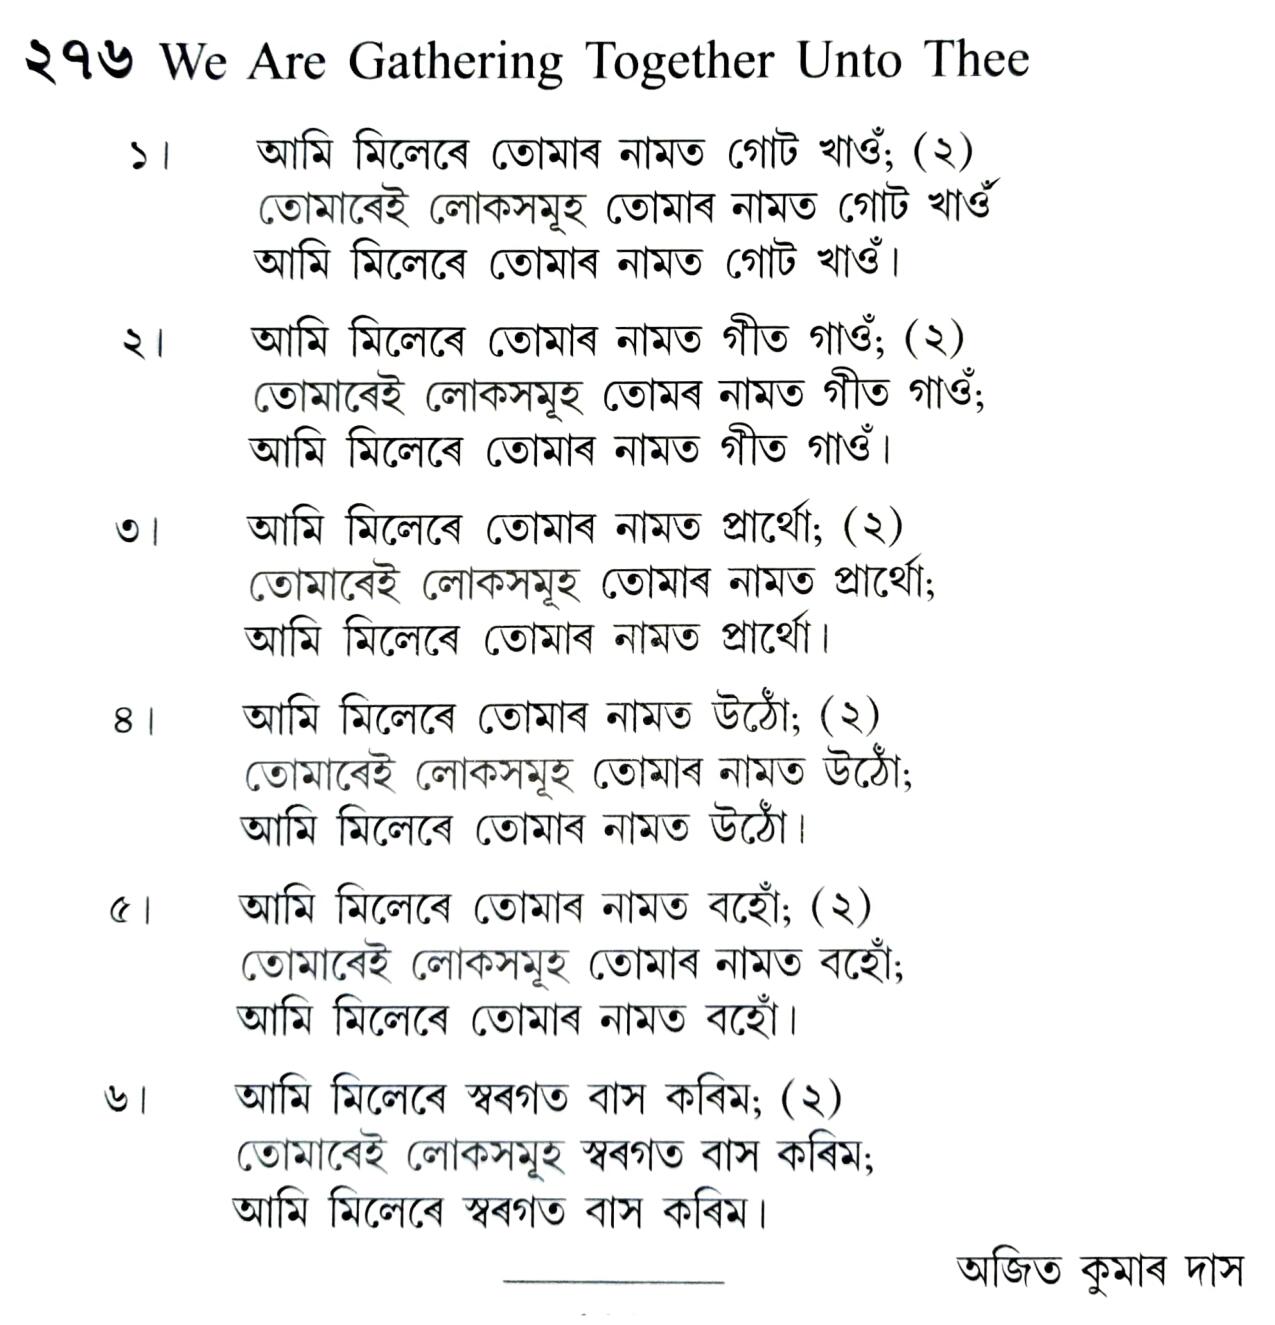 ২৭৬ We Are Gathering Together Unto Thee
১। আমি মিলেৰে তোমাৰ নামত গোট খাওঁ; (২)
তোমাৰেই লোকসমূহ তোমাৰ নামত গোট খাওঁ
আমি মিলেৰে তোমাৰ নামত গোট খাওঁ।
২। আমি মিলেৰে তোমাৰ নামত গীত গাওঁ; (২)
তোমাৰেই লোকসমূহ তোমৰ নামত গীত গাওঁ;
আমি মিলেৰে তোমাৰ নামত গীত গাওঁ।
৩। আমি মিলেৰে তোমাৰ নামত প্ৰাৰ্থো; (২)
তোমাৰেই লোকসমূহ তোমাৰ নামত প্ৰাৰ্থো;
আমি মিলেৰে তোমাৰ নামত প্ৰাৰ্থো।
৪। আমি মিলেৰে তোমাৰ নামত উঠোঁ; (২)
তোমাৰেই লোকসমূহ তোমাৰ নামত উঠোঁ;
আমি মিলেৰে তোমাৰ নামত উঠোঁ।
৫। আমি মিলেৰে তোমাৰ নামত বহোঁ; (২)
তোমাৰেই লোকসমূহ তোমাৰ নামত বহোঁ;
আমি মিলেৰে তোমাৰ নামত বহোঁ।
৬। আমি মিলেৰে স্বৰগত বাস কৰিম; (২)
তোমাৰেই লোকসমূহ স্বৰগত বাস কৰিম;
আমি মিলেৰে স্বৰগত বাস কৰিম।
অজিত কুমাৰ দাস